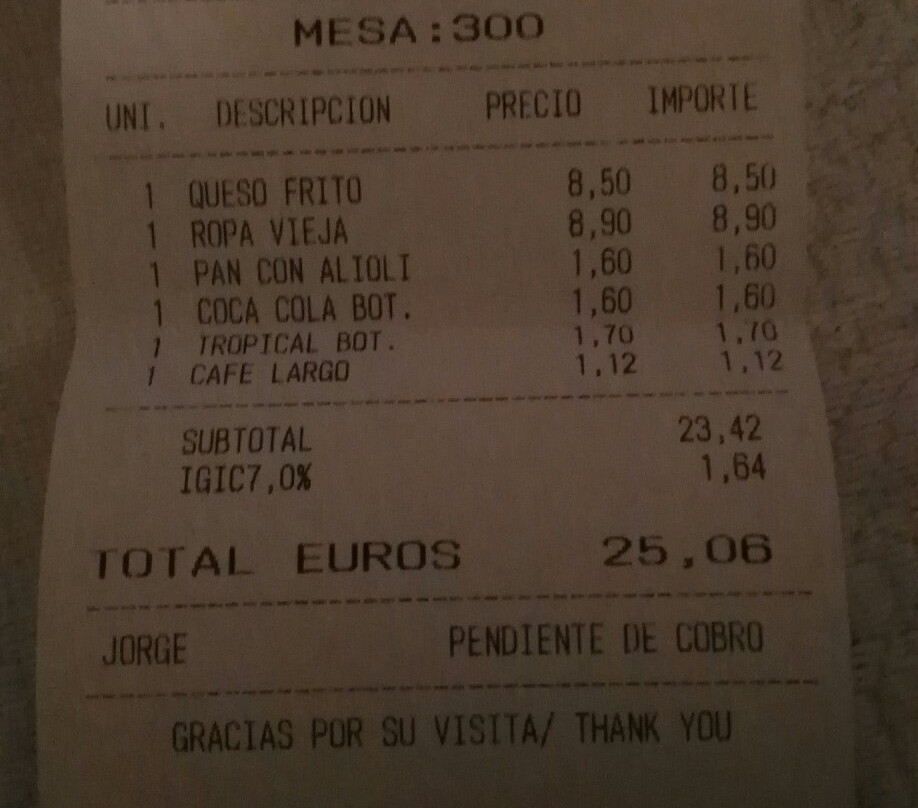 MESA:300
UNI. DESCRIPCION PRECIO IMPORTE
1 QUESO FRITO 8,50 8,50
1 ROPA VIEJA 8,90 8,90
1 PAN CON ALIOLI 1,60 1,60
1 COCA COLA BOT. 1,60 1,60
1 TROPICAL BOT. 1,70 1,70
1 CAFE LARGO 1,12 1,12
SUBTOTAL 23,42
IGIC7,0% 1,64
TOTAL EUROS 25,06
JORGE PENDIENTE DE COBRO
GRACIAS POR SU VISITA/ THANK YOU